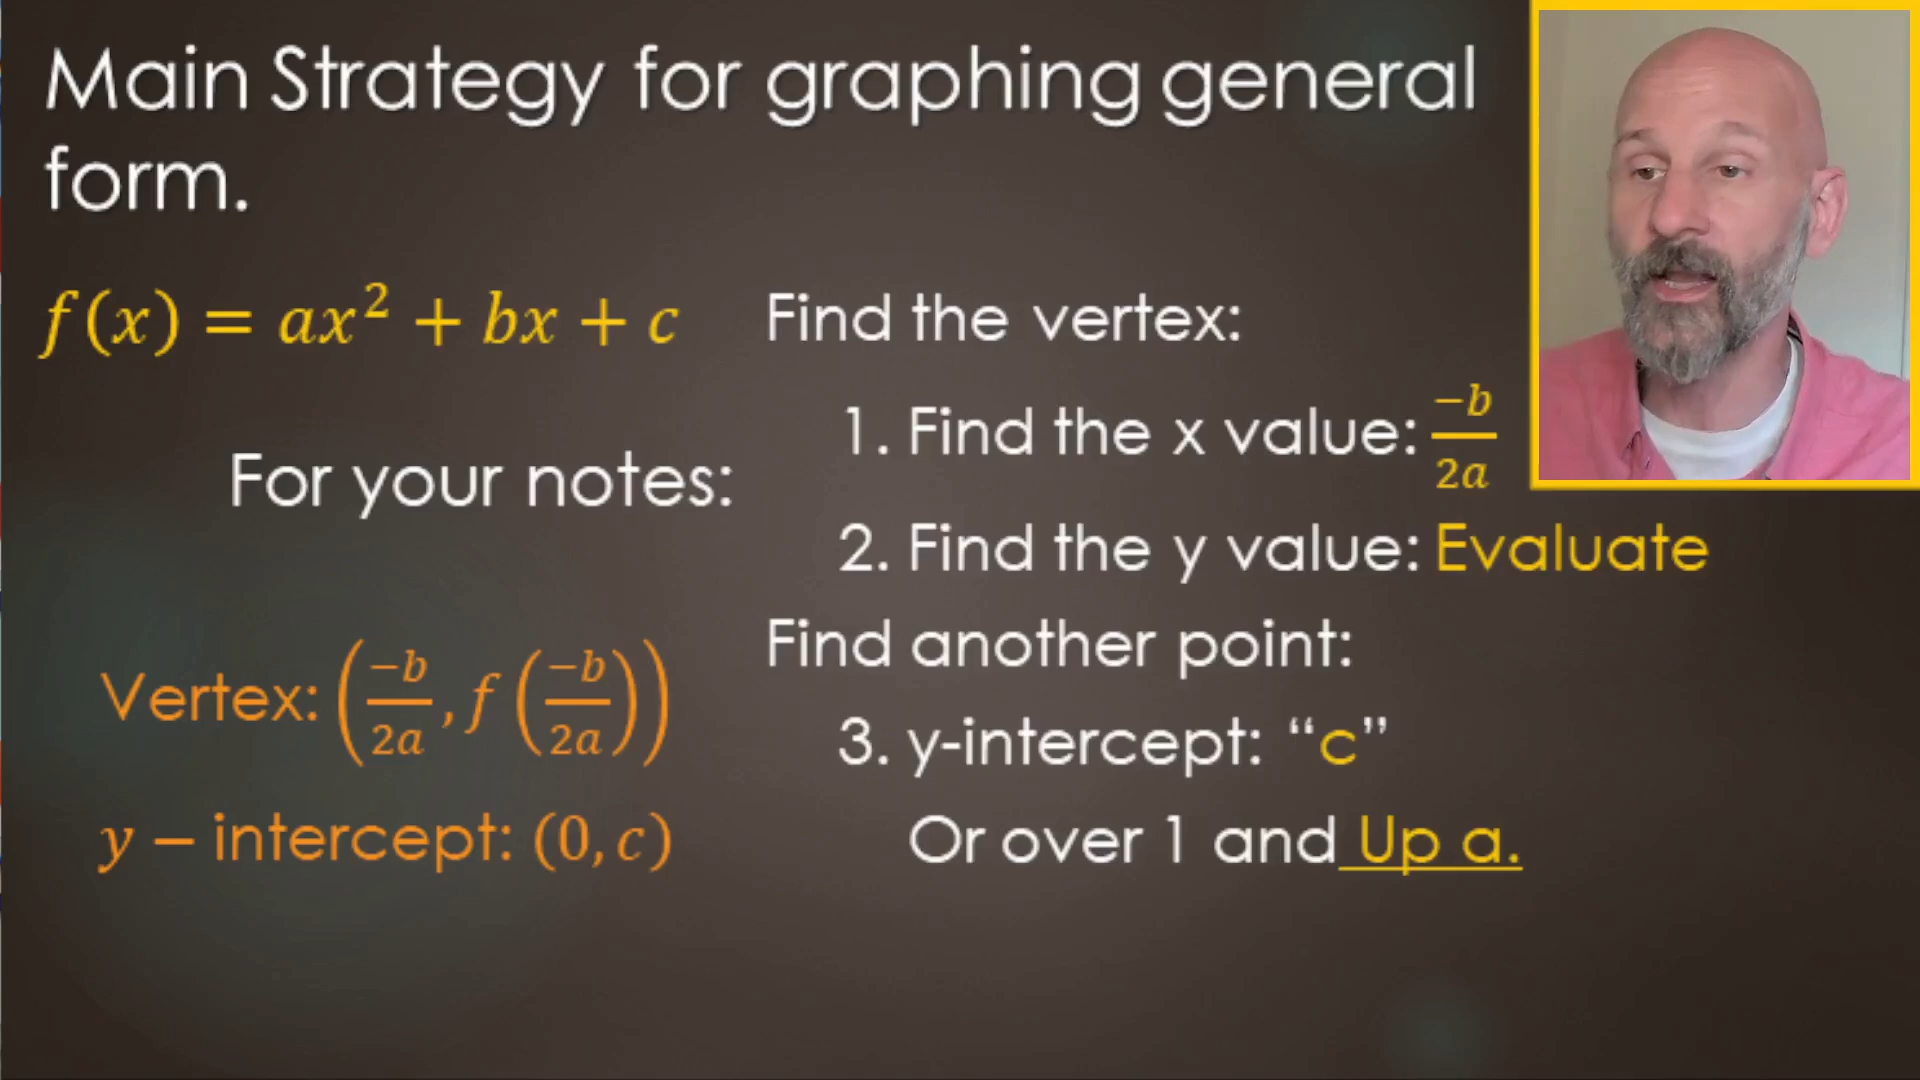 Main Strategy for graphing general
form.
f(x) = ax² + bx + c
For your notes:
Vertex: (−b/2a, f(−b/2a))
y − intercept: (0, c)
Find the vertex:
1. Find the x value: −b/2a
2. Find the y value: Evaluate
Find another point:
3. y-intercept: “c”
Or over 1 and Up a.